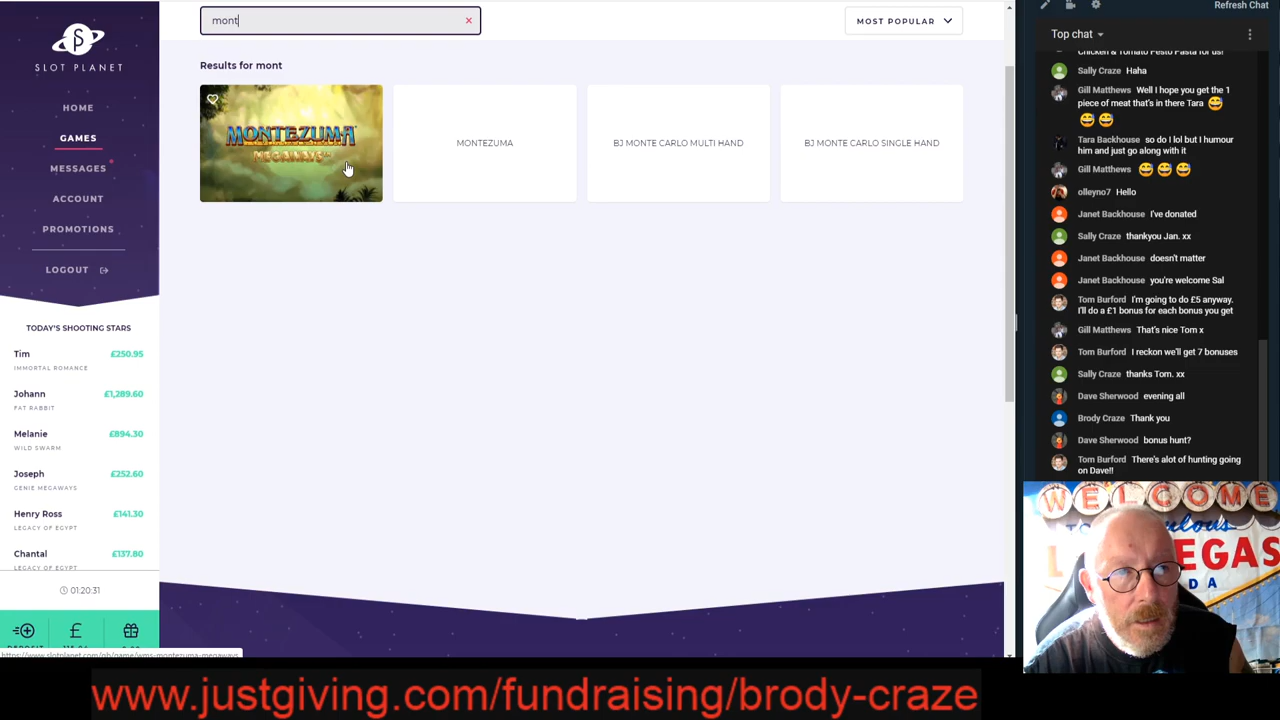 mont
MOST POPULAR
SLOT PLANET
HOME
GAMES
MESSAGES
ACCOUNT
PROMOTIONS
LOGOUT
TODAY'S SHOOTING STARS
Tim £250.95
IMMORTAL ROMANCE
Johann £1,289.60
FAT RABBIT
Melanie £894.30
WILD SWARM
Joseph £252.60
GENIE MEGAWAYS
Henry Ross £141.30
LEGACY OF EGYPT
Chantal £137.80
LEGACY OF EGYPT
01:20:31
https://www.slotplanet.com/gb/game/wms-montezuma-megaways
Results for mont
MONTEZUMA
MEGAWAYS
MONTEZUMA
BJ MONTE CARLO MULTI HAND
BJ MONTE CARLO SINGLE HAND
Refresh Chat
Top chat
Chicken & Tomato Pesto Pasta for us!
Sally Craze Haha
Gill Matthews Well I hope you get the 1
piece of meat that's in there Tara 😅
😅 😅
Tara Backhouse so do I lol but I humour
him and just go along with it
Gill Matthews 😅 😅 😅
olleyno7 Hello
Janet Backhouse I've donated
Sally Craze thankyou Jan. xx
Janet Backhouse doesn't matter
Janet Backhouse you're welcome Sal
Tom Burford I'm going to do £5 anyway.
I'll do a £1 bonus for each bonus you get
Gill Matthews That's nice Tom x
Tom Burford I reckon we'll get 7 bonuses
Sally Craze thanks Tom. xx
Dave Sherwood evening all
Brody Craze Thank you
Dave Sherwood bonus hunt?
Tom Burford There's alot of hunting going
on Dave!!
WELCOME
www.justgiving.com/fundraising/brody-craze